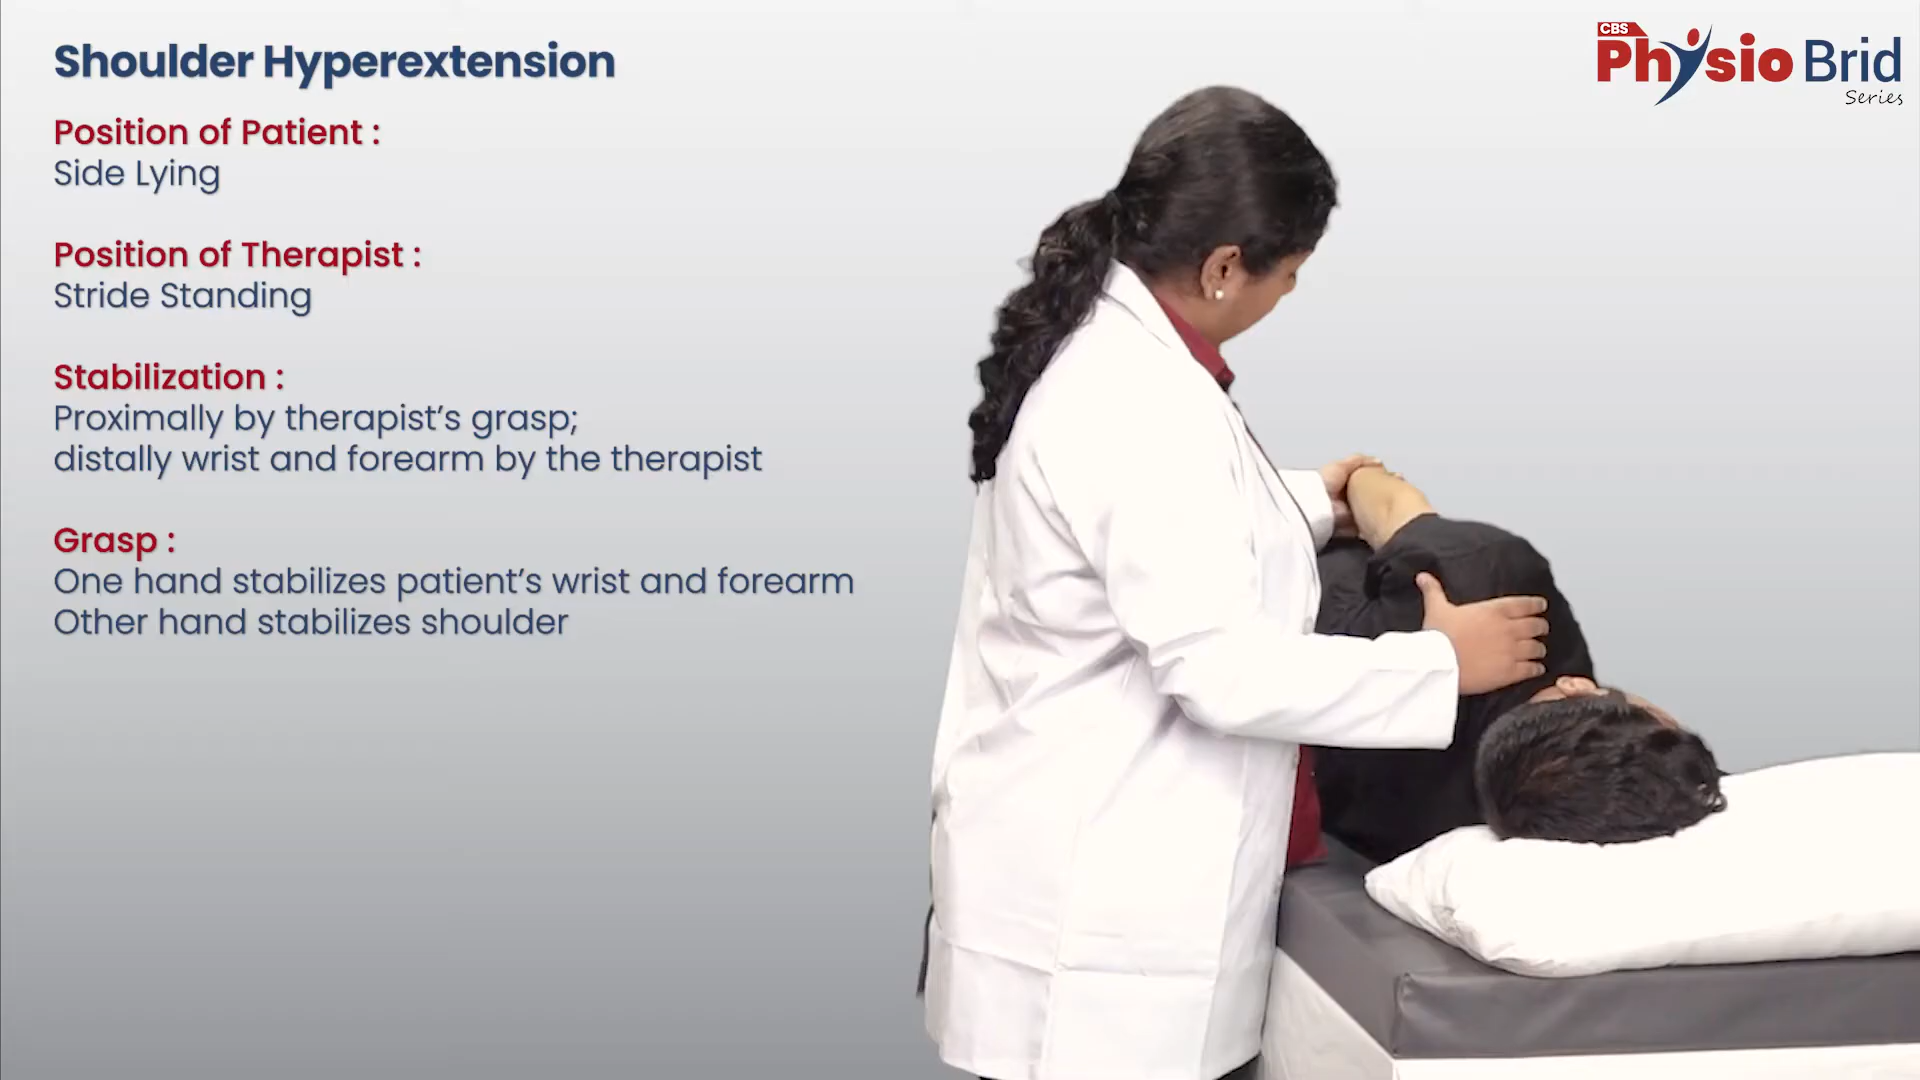 Shoulder Hyperextension
Position of Patient :
Side Lying
Position of Therapist :
Stride Standing
Stabilization :
Proximally by therapist’s grasp;
distally wrist and forearm by the therapist
Grasp :
One hand stabilizes patient’s wrist and forearm
Other hand stabilizes shoulder
CBS
Physio Brid
Series